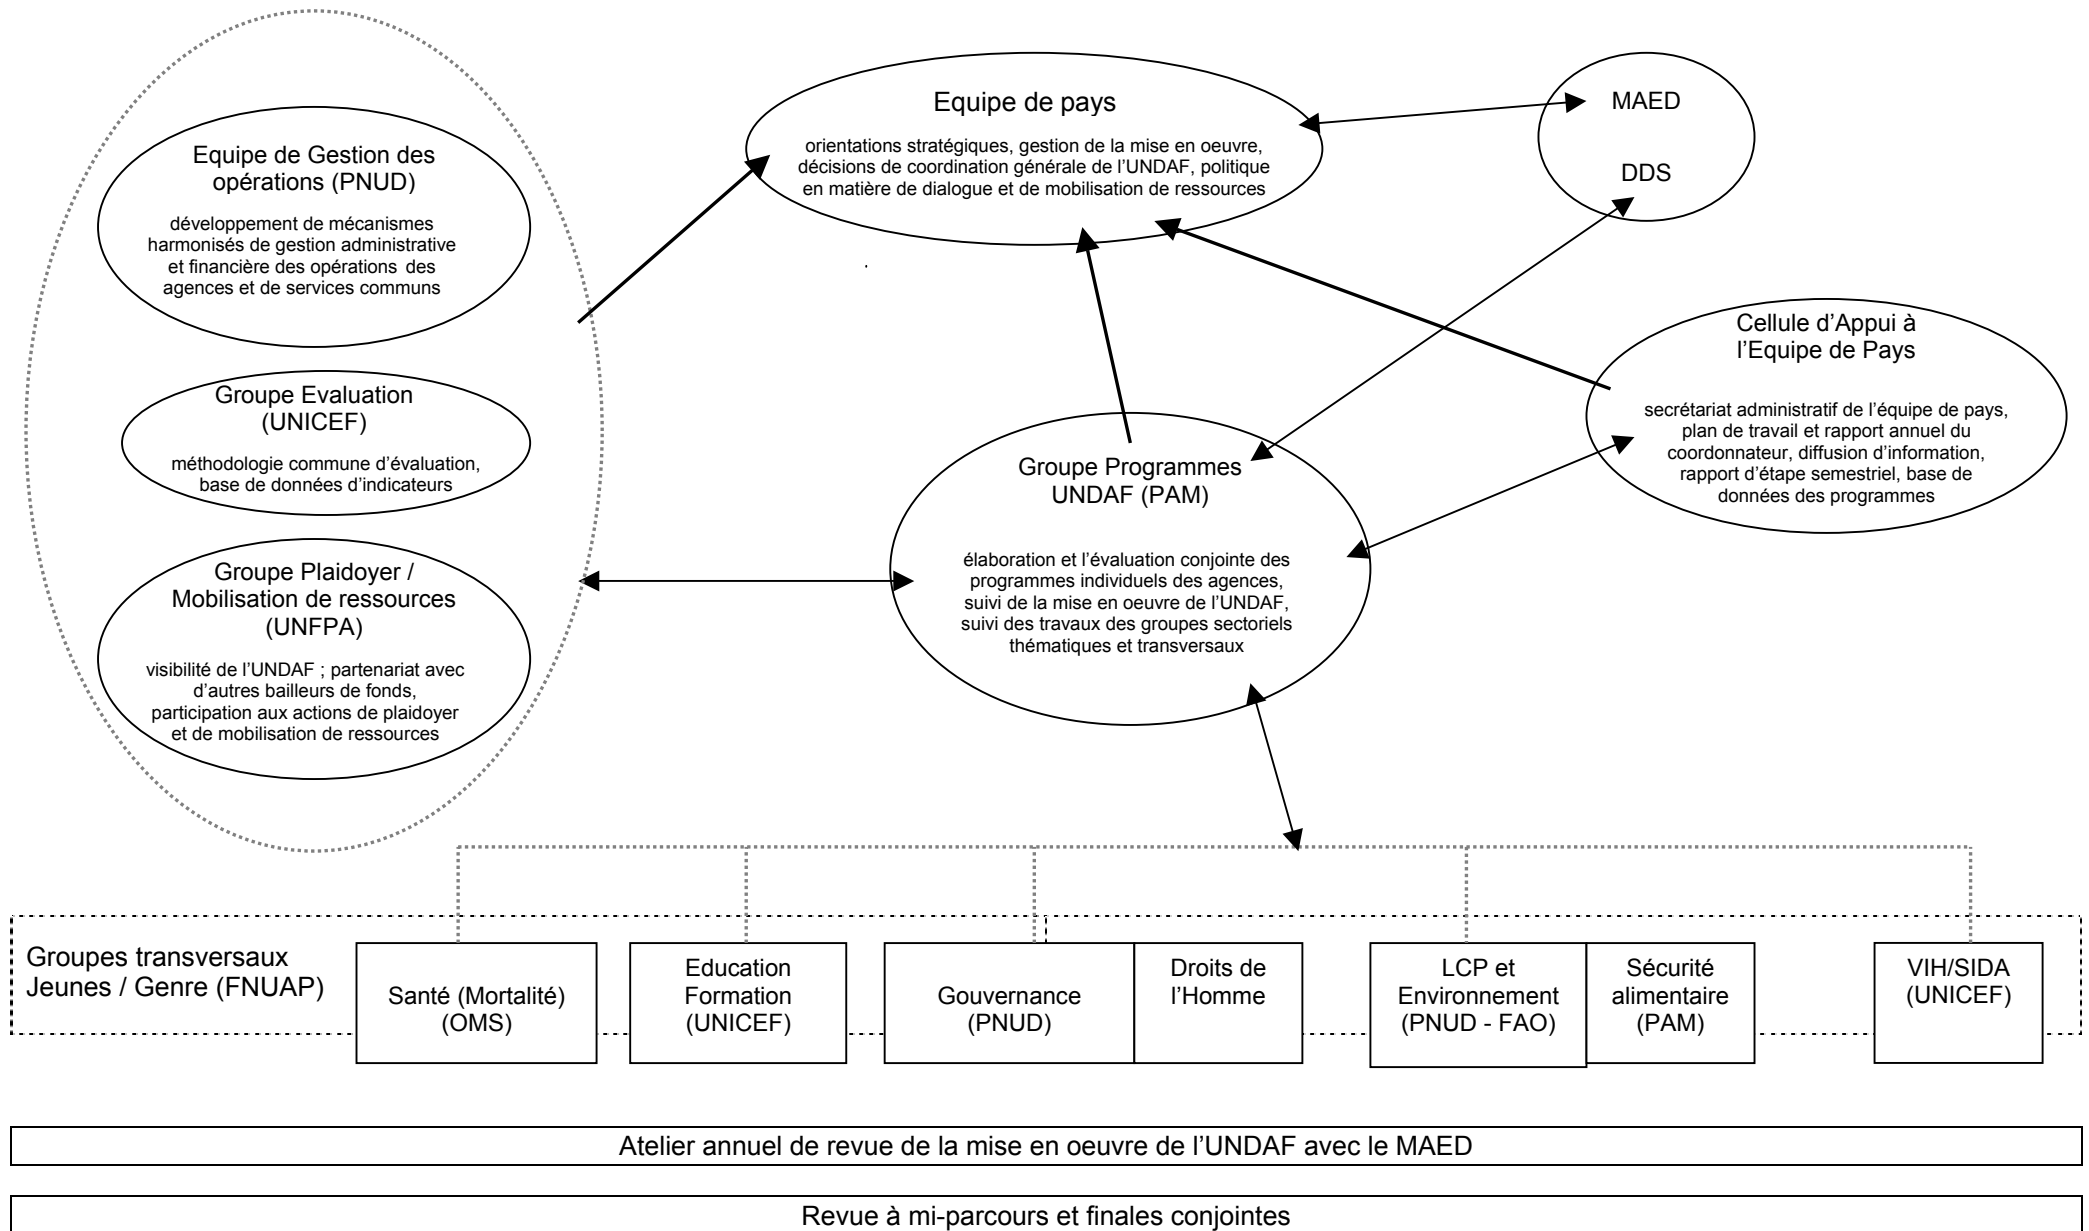 Equipe de Gestion des
opérations (PNUD)
développement de mécanismes
harmonisés de gestion administrative
et financière des opérations des
agences et de services communs
Groupe Evaluation
(UNICEF)
méthodologie commune d’évaluation,
base de données d’indicateurs
Groupe Plaidoyer /
Mobilisation de ressources
(UNFPA)
visibilité de l’UNDAF ; partenariat avec
d’autres bailleurs de fonds,
participation aux actions de plaidoyer
et de mobilisation de ressources
Equipe de pays
orientations stratégiques, gestion de la mise en oeuvre,
décisions de coordination générale de l’UNDAF, politique
en matière de dialogue et de mobilisation de ressources
MAED
DDS
Cellule d’Appui à
l’Equipe de Pays
secrétariat administratif de l’équipe de pays,
plan de travail et rapport annuel du
coordonnateur, diffusion d’information,
rapport d’étape semestriel, base de
données des programmes
Groupe Programmes
UNDAF (PAM)
élaboration et l’évaluation conjointe des
programmes individuels des agences,
suivi de la mise en oeuvre de l’UNDAF,
suivi des travaux des groupes sectoriels
thématiques et transversaux
Groupes transversaux
Jeunes / Genre (FNUAP)
Santé (Mortalité)
(OMS)
Education
Formation
(UNICEF)
Gouvernance
(PNUD)
Droits de
l’Homme
LCP et
Environnement
(PNUD - FAO)
Sécurité
alimentaire
(PAM)
VIH/SIDA
(UNICEF)
Atelier annuel de revue de la mise en oeuvre de l’UNDAF avec le MAED
Revue à mi-parcours et finales conjointes